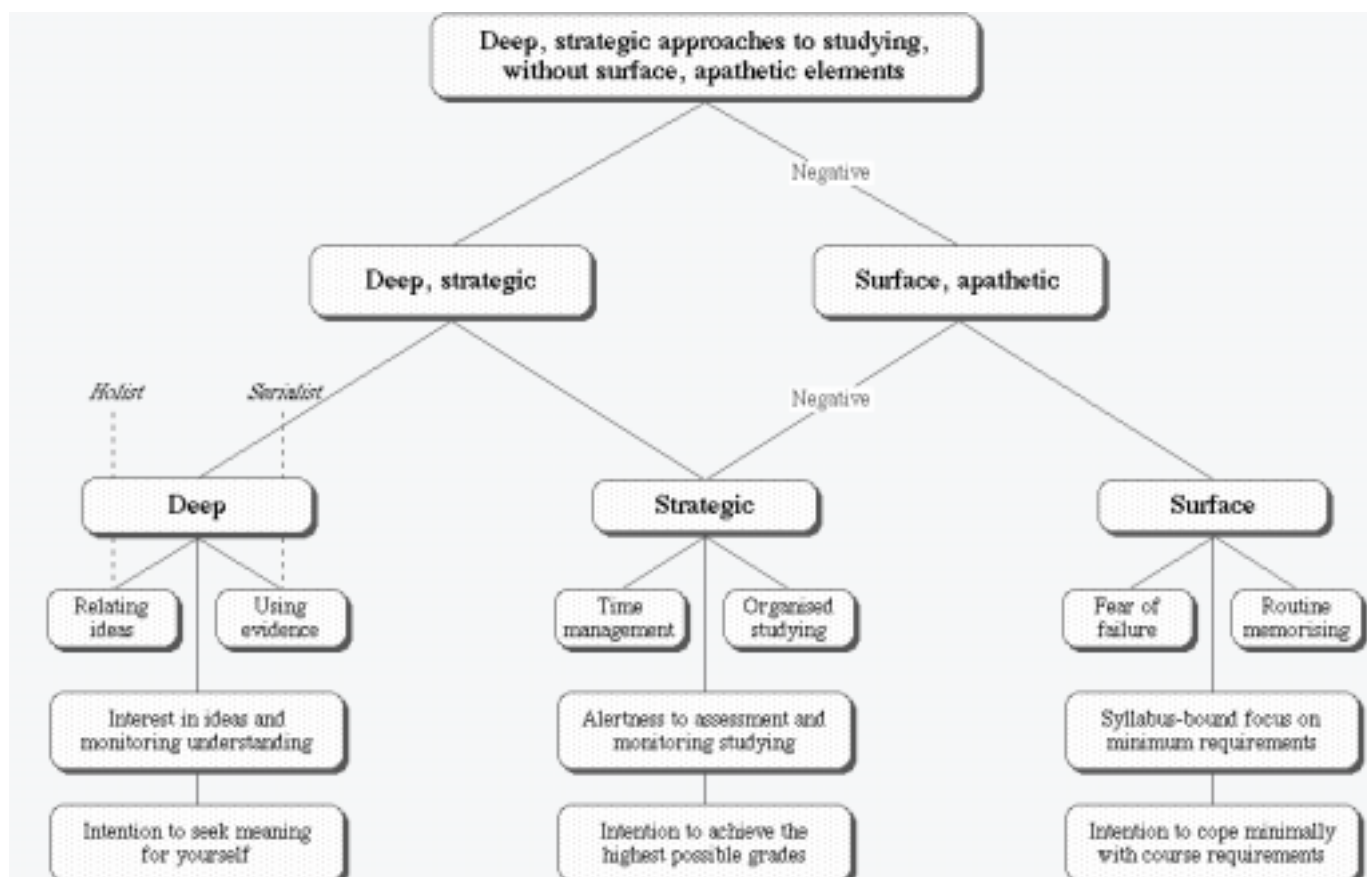 Deep, strategic approaches to studying,
without surface, apathetic elements
Negative
Deep, strategic
Surface, apathetic
Holist
Serialist
Negative
Deep
Strategic
Surface
Relating
ideas
Using
evidence
Time
management
Organised
studying
Fear of
failure
Routine
memorising
Interest in ideas and
monitoring understanding
Alertness to assessment and
monitoring studying
Syllabus-bound focus on
minimum requirements
Intention to seek meaning
for yourself
Intention to achieve the
highest possible grades
Intention to cope minimally
with course requirements